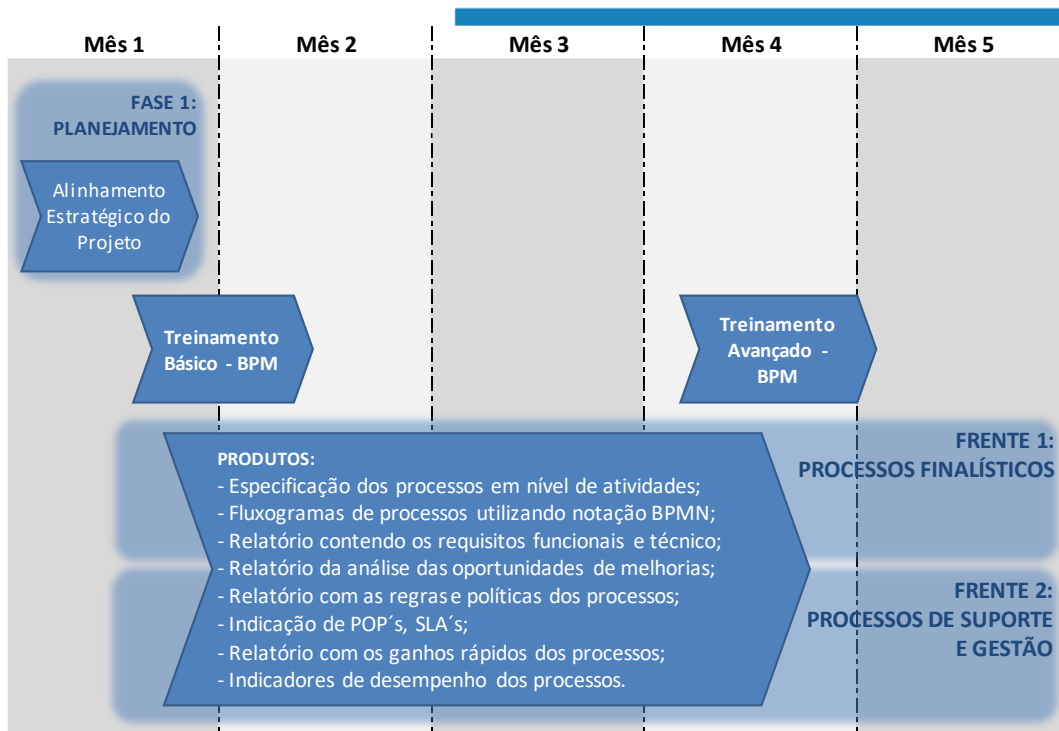 Mês 1
Mês 2
Mês 3
Mês 4
Mês 5
FASE 1:
PLANEJAMENTO
Alinhamento
Estratégico do
Projeto
Treinamento
Básico - BPM
Treinamento
Avançado -
BPM
FRENTE 1:
PROCESSOS FINALÍSTICOS
PRODUTOS:
- Especificação dos processos em nível de atividades;
- Fluxogramas de processos utilizando notação BPMN;
- Relatório contendo os requisitos funcionais e técnico;
- Relatório da análise das oportunidades de melhorias;
- Relatório com as regras e políticas dos processos;
- Indicação de POP´s, SLA´s;
- Relatório com os ganhos rápidos dos processos;
- Indicadores de desempenho dos processos.
FRENTE 2:
PROCESSOS DE SUPORTE
E GESTÃO